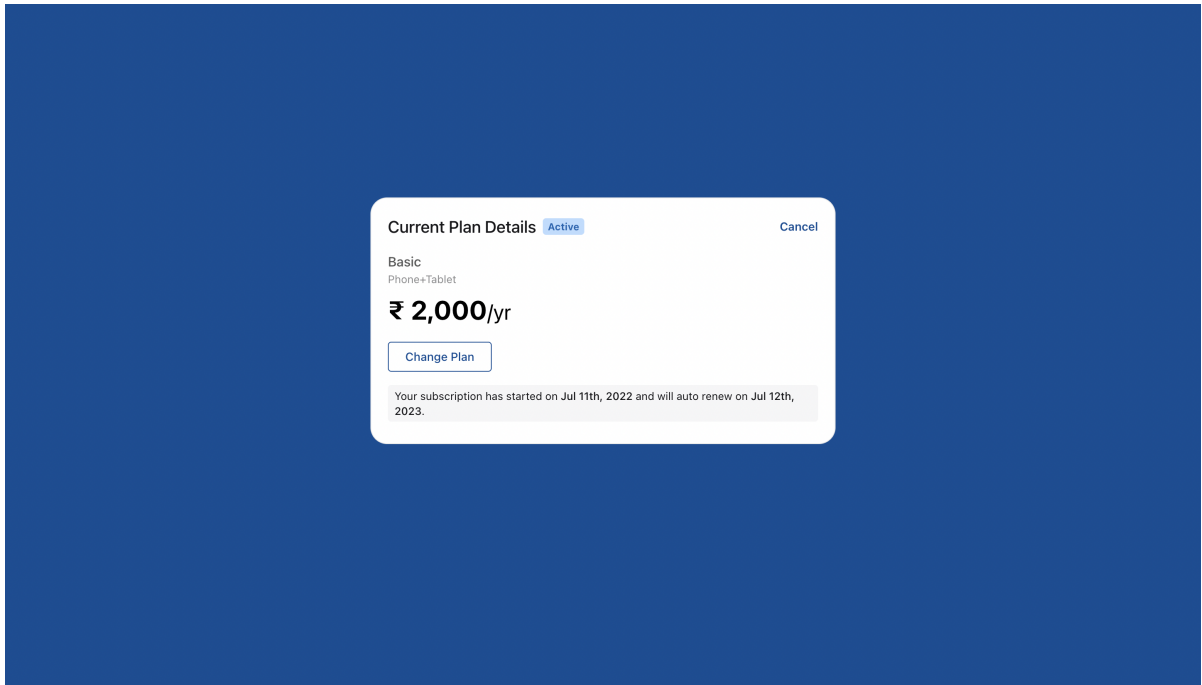 Current Plan Details Active Cancel
Basic
Phone+Tablet
₹ 2,000/yr
Change Plan
Your subscription has started on Jul 11th, 2022 and will auto renew on Jul 12th,
2023.